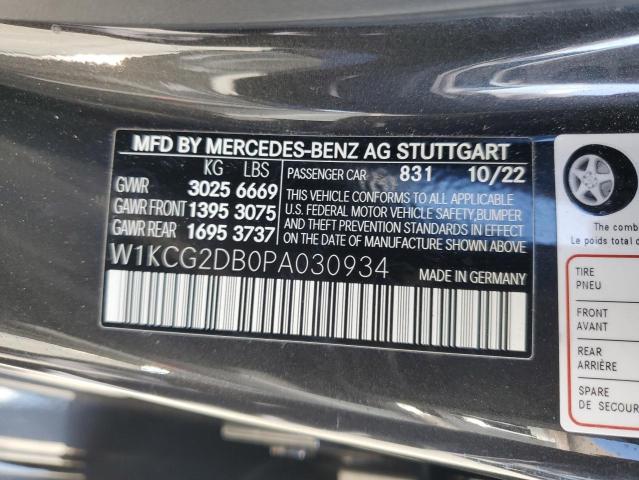 MFD BY MERCEDES-BENZ AG STUTTGART
KG LBS
GVWR 3025 6669
GAWR FRONT 1395 3075
GAWR REAR 1695 3737
PASSENGER CAR 831 10/22
THIS VEHICLE CONFORMS TO ALL APPLICABLE
U.S. FEDERAL MOTOR VEHICLE SAFETY, BUMPER,
AND THEFT PREVENTION STANDARDS IN EFFECT
ON THE DATE OF MANUFACTURE SHOWN ABOVE
W1KCG2DB0PA030934
MADE IN GERMANY
The comb
Le poids
TIRE
PNEU
FRONT
AVANT
REAR
ARRIÈRE
SPARE
DE SECOUR